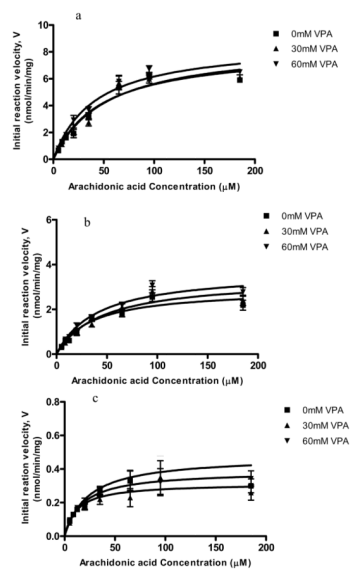 a
Initial reaction velocity, V
(nmol/min/mg)
10
8
6
4
2
0
0
50
100
150
200
Arachidonic acid Concentration (μM)
0mM VPA
30mM VPA
60mM VPA
b
Initial reaction velocity, V
(nmol/min/mg)
6
4
2
0
0
50
100
150
200
Arachidonic acid Concentration (μM)
0mM VPA
30mM VPA
60mM VPA
c
Initial reation velocity, V
(nmol/min/mg)
0.8
0.6
0.4
0.2
0.0
0
50
100
150
200
Arachidonic acid Concentration (μM)
0mM VPA
30mM VPA
60mM VPA